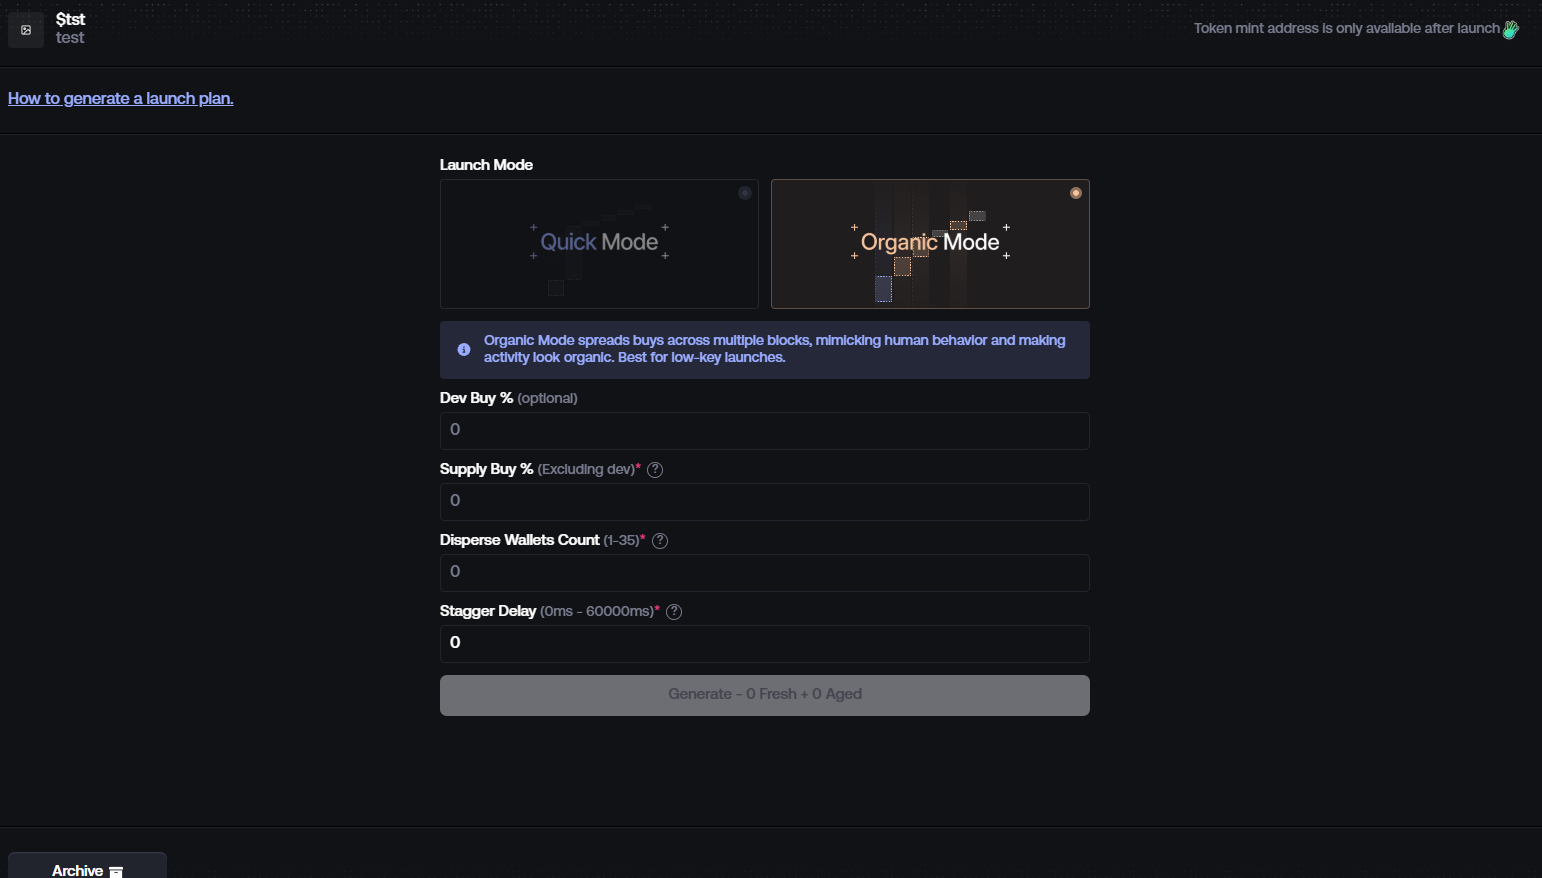 $tst
test
Token mint address is only available after launch
How to generate a launch plan.
Launch Mode
Quick Mode
Organic Mode
Organic Mode spreads buys across multiple blocks, mimicking human behavior and making
activity look organic. Best for low-key launches.
Dev Buy % (optional)
0
Supply Buy % (Excluding dev)* ?
0
Disperse Wallets Count (1-35)* ?
0
Stagger Delay (0ms - 60000ms)* ?
0
Generate - 0 Fresh + 0 Aged
Archive